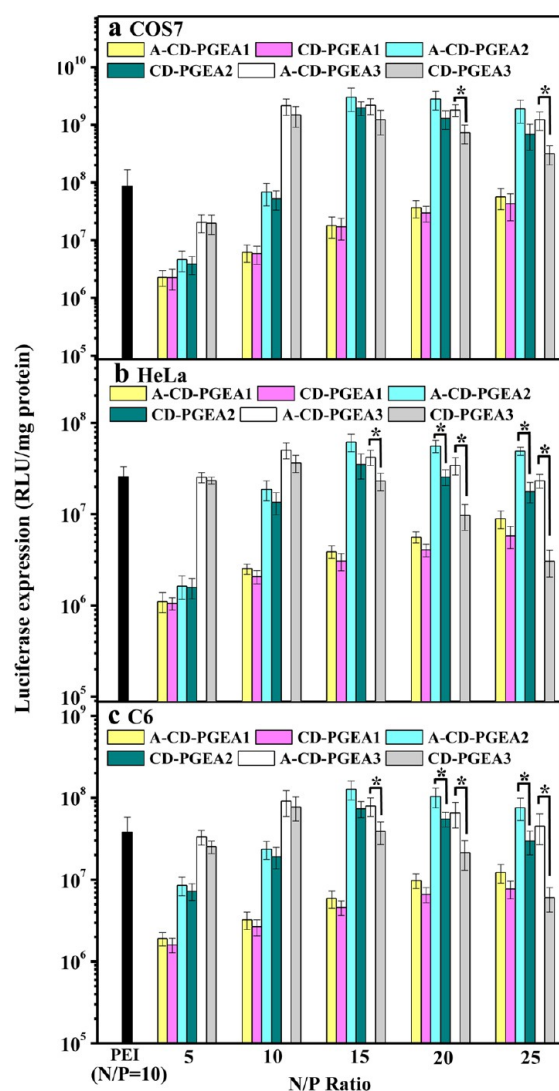 a COS7
A-CD-PGEA1 CD-PGEA1 A-CD-PGEA2
CD-PGEA2 A-CD-PGEA3 CD-PGEA3
10^10
10^9
10^8
10^7
10^6
10^5
* *
b HeLa
A-CD-PGEA1 CD-PGEA1 A-CD-PGEA2
CD-PGEA2 A-CD-PGEA3 CD-PGEA3
10^8
10^7
10^6
10^5
* * * * *
c C6
A-CD-PGEA1 CD-PGEA1 A-CD-PGEA2
CD-PGEA2 A-CD-PGEA3 CD-PGEA3
10^9
10^8
10^7
10^6
10^5
* * * * *
Luciferase expression (RLU/mg protein)
PEI 5 10 15 20 25
(N/P=10)
N/P Ratio